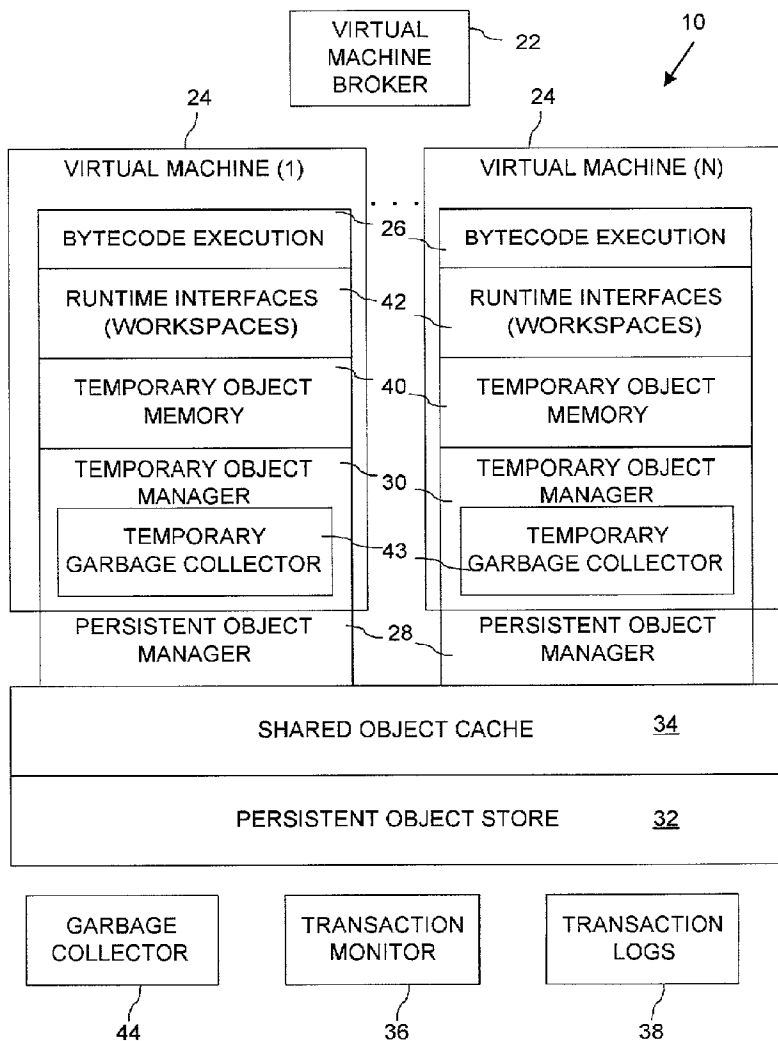 VIRTUAL
MACHINE
BROKER
22
10
24
24
VIRTUAL MACHINE (1)
. . .
VIRTUAL MACHINE (N)
BYTECODE EXECUTION
26
BYTECODE EXECUTION
RUNTIME INTERFACES
(WORKSPACES)
42
RUNTIME INTERFACES
(WORKSPACES)
TEMPORARY OBJECT
MEMORY
40
TEMPORARY OBJECT
MEMORY
TEMPORARY OBJECT
MANAGER
30
TEMPORARY OBJECT
MANAGER
TEMPORARY
GARBAGE COLLECTOR
43
TEMPORARY
GARBAGE COLLECTOR
PERSISTENT OBJECT
MANAGER
28
PERSISTENT OBJECT
MANAGER
SHARED OBJECT CACHE
34
PERSISTENT OBJECT STORE
32
GARBAGE
COLLECTOR
TRANSACTION
MONITOR
TRANSACTION
LOGS
44
36
38